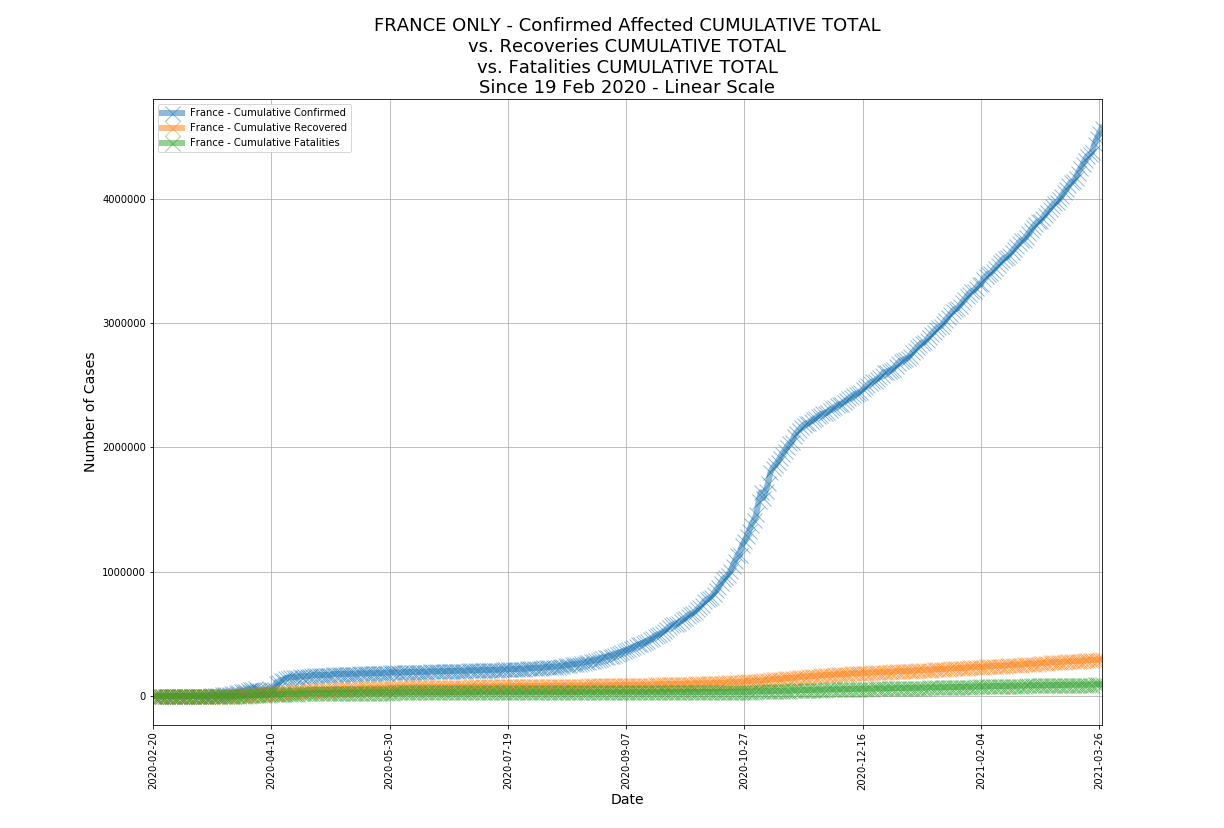 FRANCE ONLY - Confirmed Affected CUMULATIVE TOTAL
vs. Recoveries CUMULATIVE TOTAL
vs. Fatalities CUMULATIVE TOTAL
Since 19 Feb 2020 - Linear Scale
France - Cumulative Confirmed
France - Cumulative Recovered
France - Cumulative Fatalities
Number of Cases
4000000
3000000
2000000
1000000
0
2020-02-20
2020-04-10
2020-05-30
2020-07-19
2020-09-07
2020-10-27
2020-12-16
2021-02-04
2021-03-26
Date